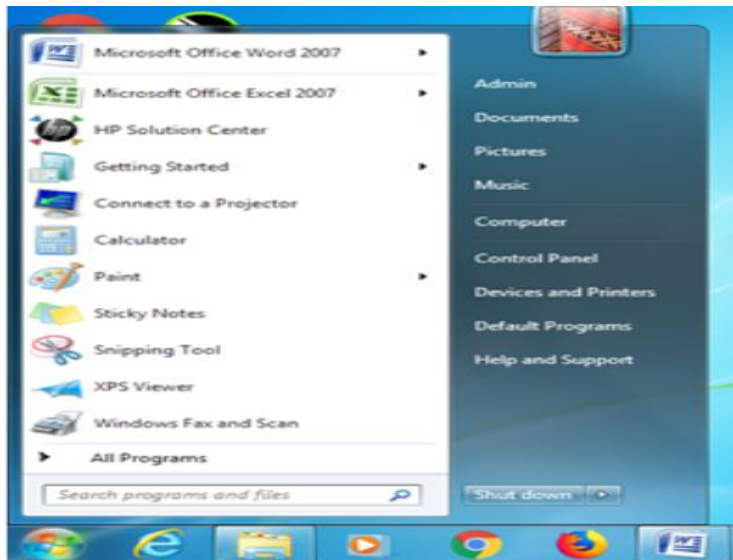 Microsoft Office Word 2007
Microsoft Office Excel 2007
HP Solution Center
Getting Started
Connect to a Projector
Calculator
Paint
Sticky Notes
Snipping Tool
XPS Viewer
Windows Fax and Scan
All Programs
Search programs and files
Admin
Documents
Pictures
Music
Computer
Control Panel
Devices and Printers
Default Programs
Help and Support
Shut down